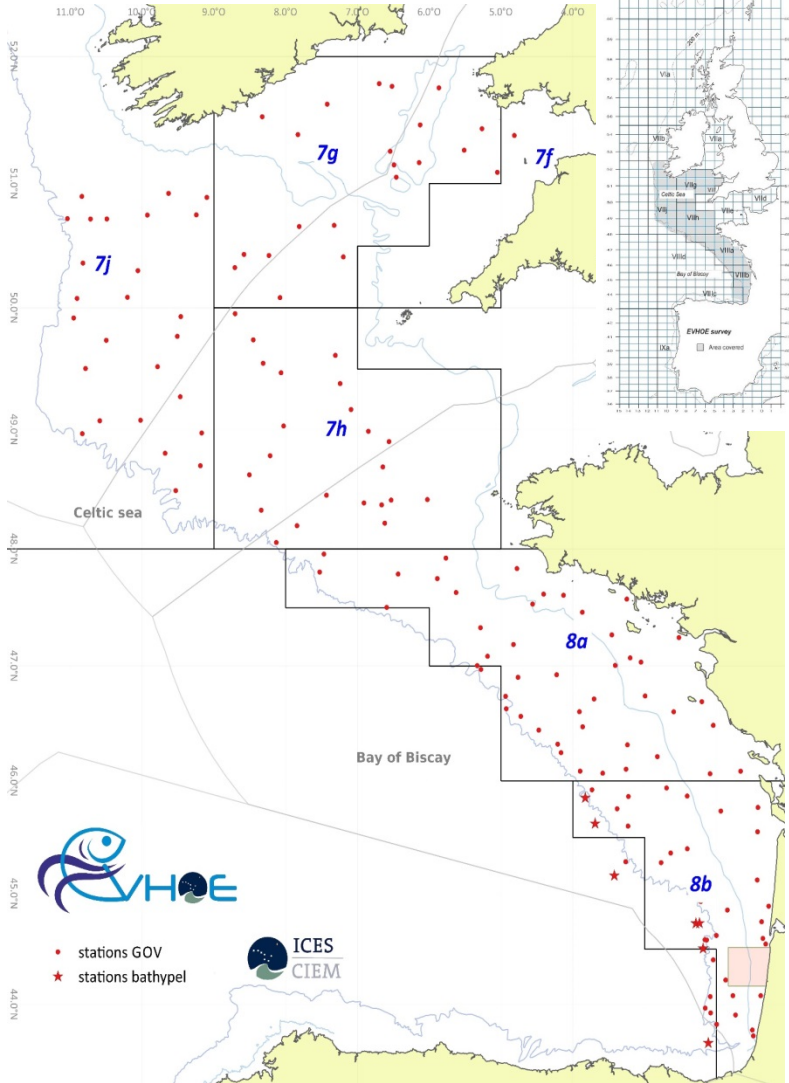 11.0°O 10.0°O 9.0°O 8.0°O 7.0°O 6.0°O 5.0°O 4.0°O
52.0°N
51.0°N
50.0°N
49.0°N
48.0°N
47.0°N
46.0°N
45.0°N
44.0°N
7g
7f
7j
7h
Celtic sea
8a
Bay of Biscay
8b
EVHOE
stations GOV
stations bathypel
ICES
CIEM
200 m
VIa
VIIb
VIIa
Celtic Sea
VIIg
VIIj
VIIh
VIIe
VIId
VIIIa
VIIId
Bay of Biscay
VIIIb
VIIIc
EVHOE survey
IXa
Area covered